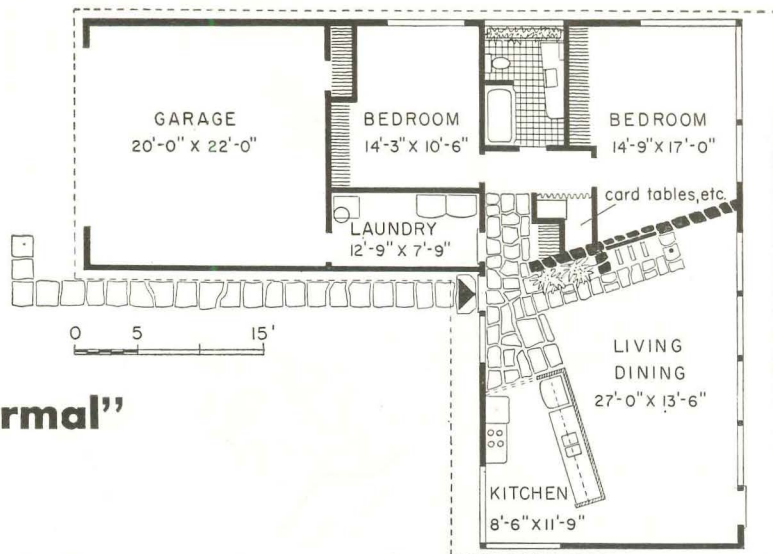 GARAGE
20'-0" X 22'-0"
BEDROOM
14'-3" X 10'-6"
BEDROOM
14'-9" X 17'-0"
card tables, etc.
LAUNDRY
12'-9" X 7'-9"
0 5 15'
LIVING
DINING
27'-0" X 13'-6"
rmal”
KITCHEN
8'-6" X 11'-9"